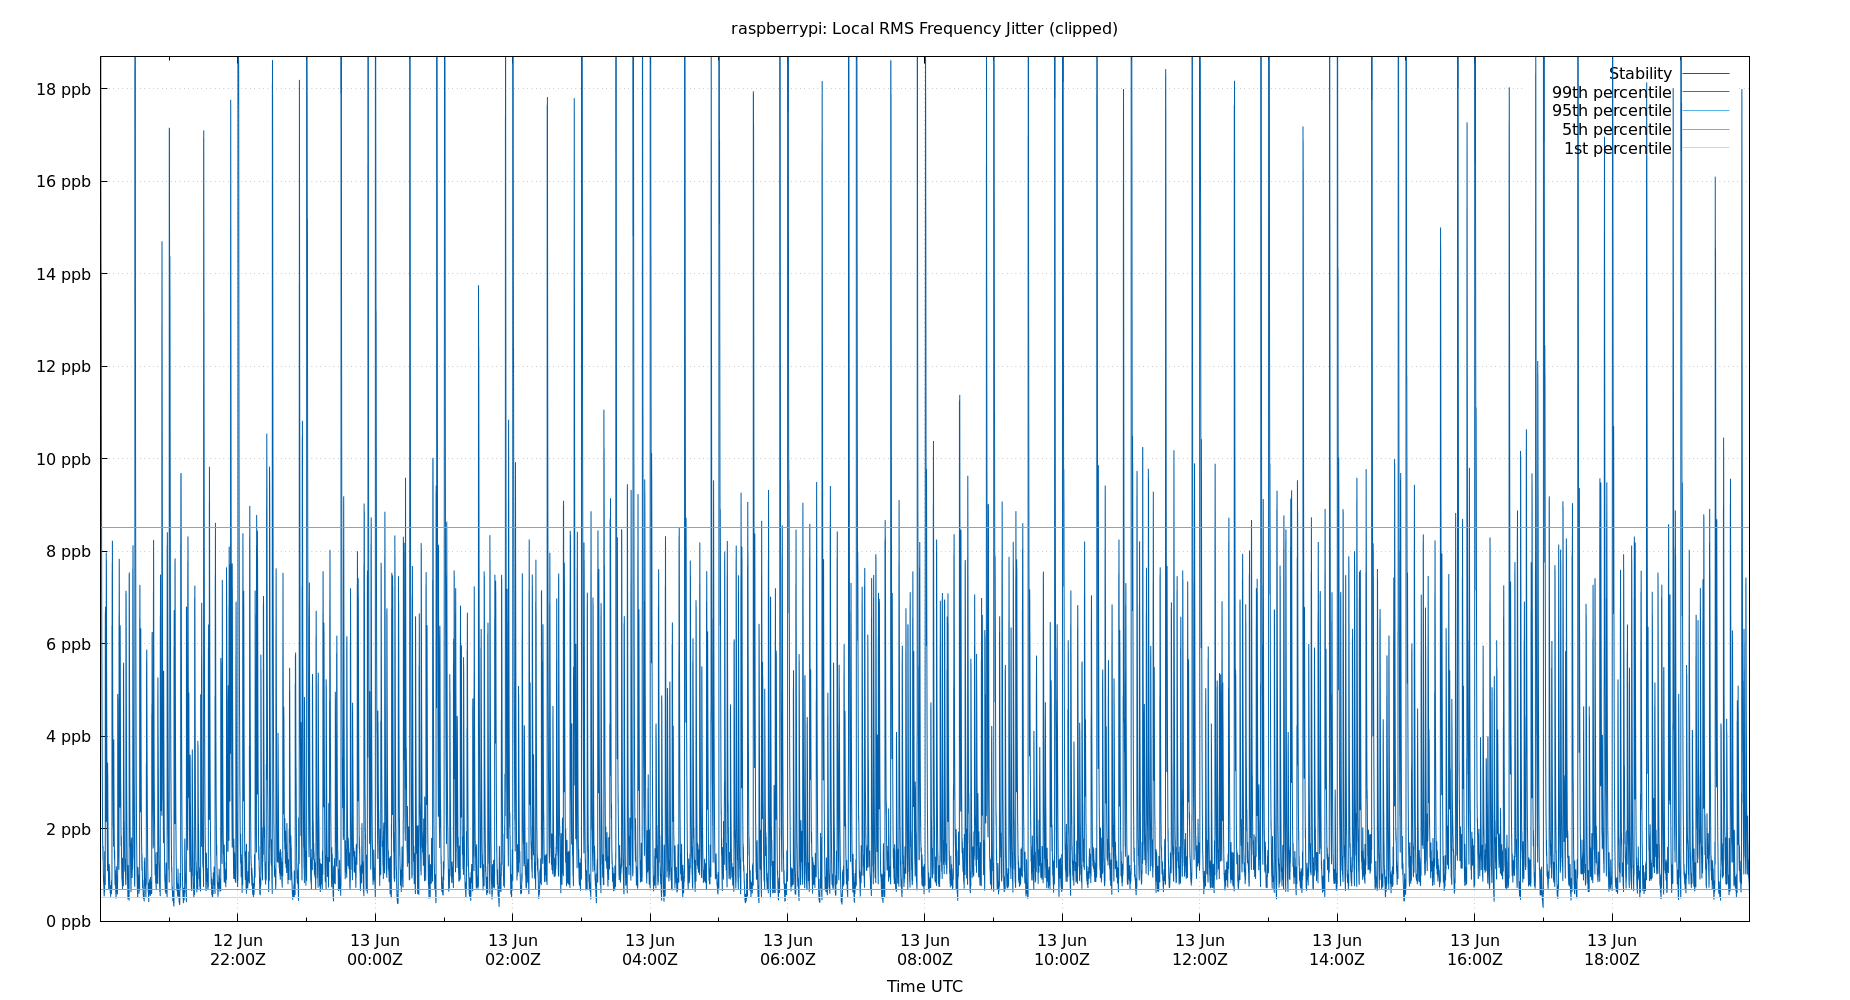 raspberrypi: Local RMS Frequency Jitter (clipped)
Stability
99th percentile
95th percentile
5th percentile
1st percentile
18 ppb
16 ppb
14 ppb
12 ppb
10 ppb
8 ppb
6 ppb
4 ppb
2 ppb
0 ppb
12 Jun 13 Jun 13 Jun 13 Jun 13 Jun 13 Jun 13 Jun 13 Jun 13 Jun 13 Jun 13 Jun
22:00Z 00:00Z 02:00Z 04:00Z 06:00Z 08:00Z 10:00Z 12:00Z 14:00Z 16:00Z 18:00Z
Time UTC